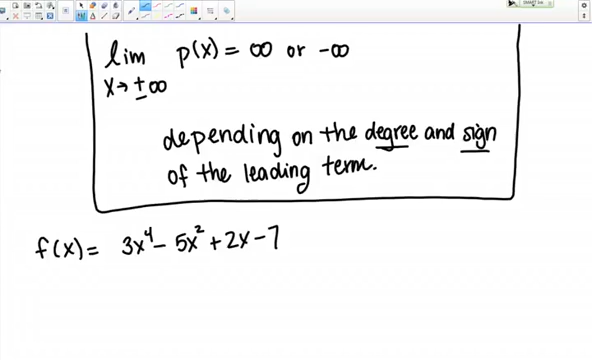 lim p(x) = ∞ or -∞
x→±∞
depending on the degree and sign
of the leading term.
f(x) = 3x⁴ - 5x² + 2x - 7